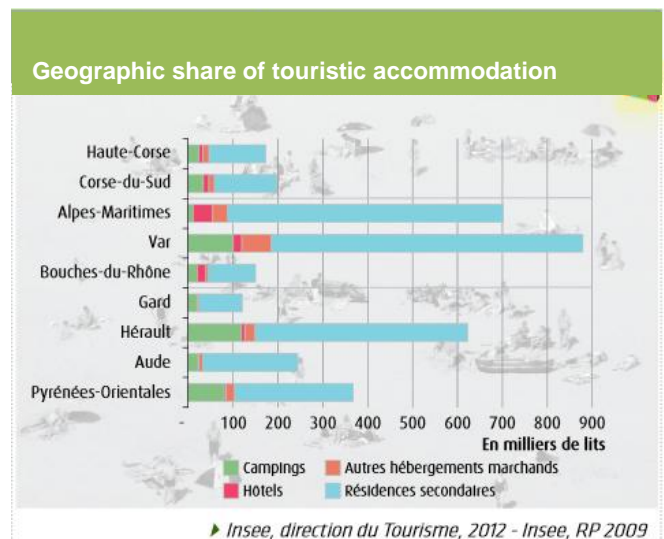 Geographic share of touristic accommodation
Haute-Corse
Corse-du-Sud
Alpes-Maritimes
Var
Bouches-du-Rhône
Gard
Hérault
Aude
Pyrénées-Orientales
- 100 200 300 400 500 600 700 800 900
En milliers de lits
Campings Autres hébergements marchands
Hôtels Résidences secondaires
Insee, direction du Tourisme, 2012 - Insee, RP 2009